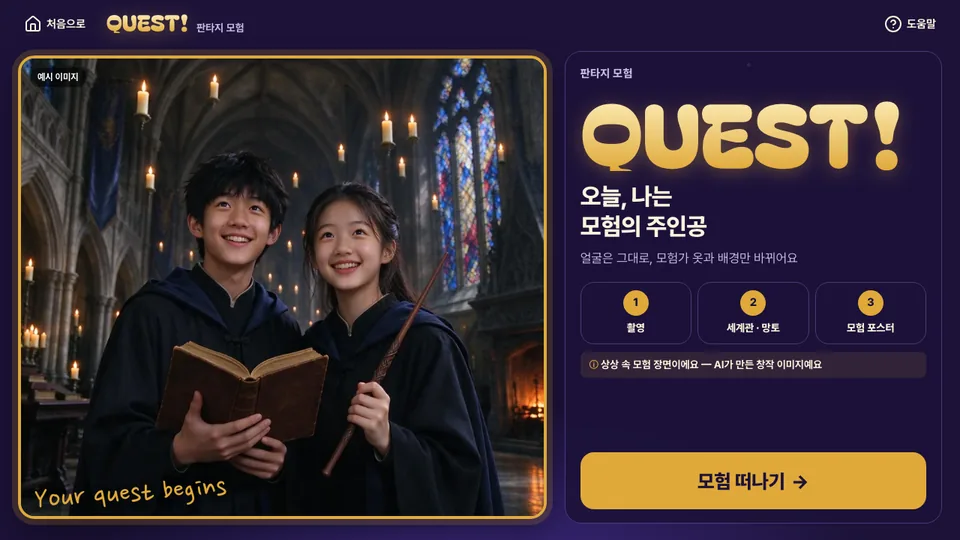 처음으로
QUEST!
판타지 모험
도움말
예시 이미지
Your quest begins
판타지 모험
QUEST!
오늘, 나는
모험의 주인공
얼굴은 그대로, 모험가 옷과 배경만 바뀌어요
1
촬영
2
세계관 · 망토
3
모험 포스터
ⓘ 상상 속 모험 장면이에요 — AI가 만든 창작 이미지예요
모험 떠나기 →